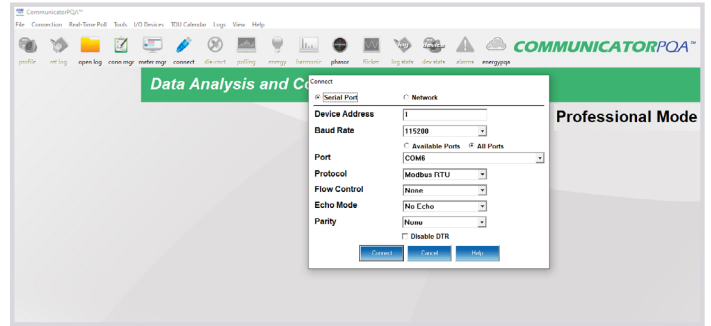 CommunicatorPQA™
File Connection Real-Time Poll Tools I/O Devices TOU Calendar Logs View Help
profile ret log open log conn mgr meter mgr connect disconct polling energy harmonic phasor flicker log stats dev stats alarms energypqa COMMUNICATORPQA™
Data Analysis and Co
Professional Mode
Connect
Serial Port Network
Device Address 1
Baud Rate 115200
Available Ports All Ports
Port COM6
Protocol Modbus RTU
Flow Control None
Echo Mode No Echo
Parity None
Disable DTR
Connect Cancel Help